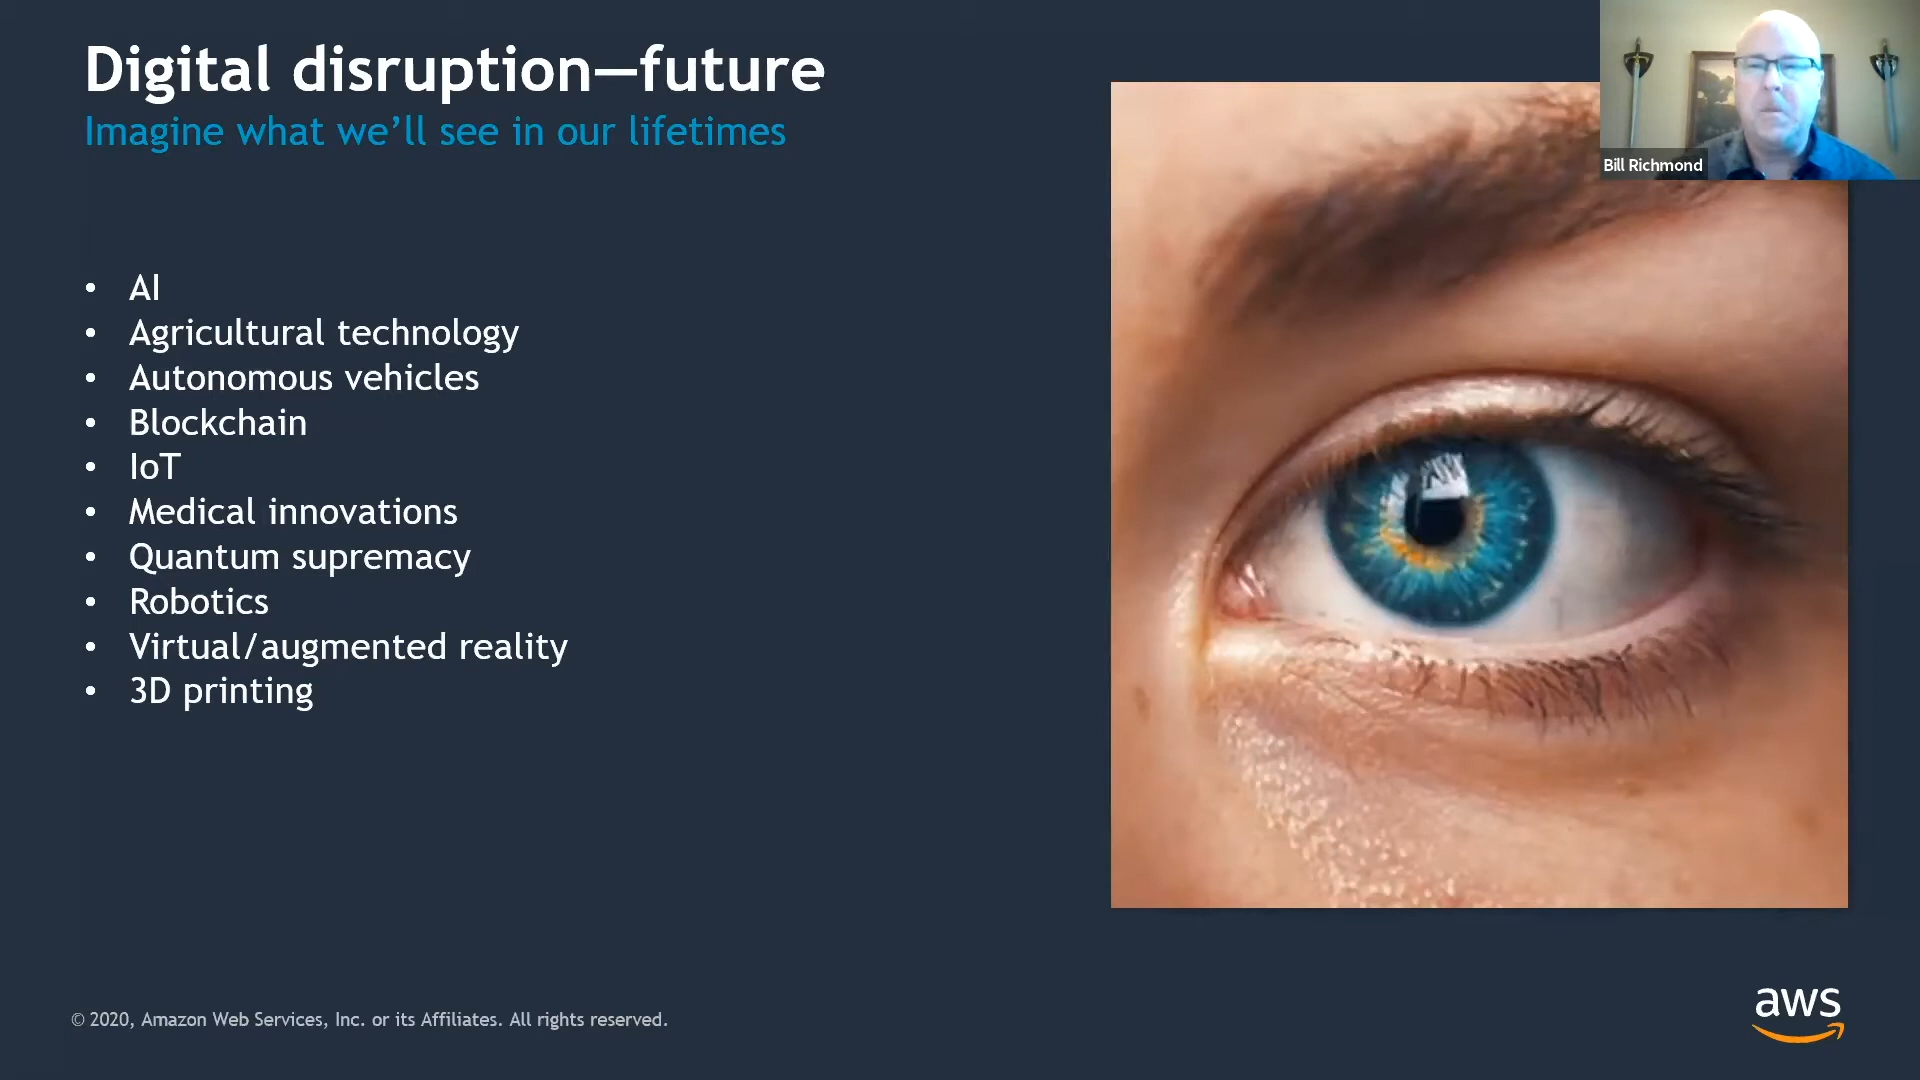 Digital disruption—future
Imagine what we’ll see in our lifetimes
Bill Richmond
• AI
• Agricultural technology
• Autonomous vehicles
• Blockchain
• IoT
• Medical innovations
• Quantum supremacy
• Robotics
• Virtual/augmented reality
• 3D printing
© 2020, Amazon Web Services, Inc. or its Affiliates. All rights reserved.
aws